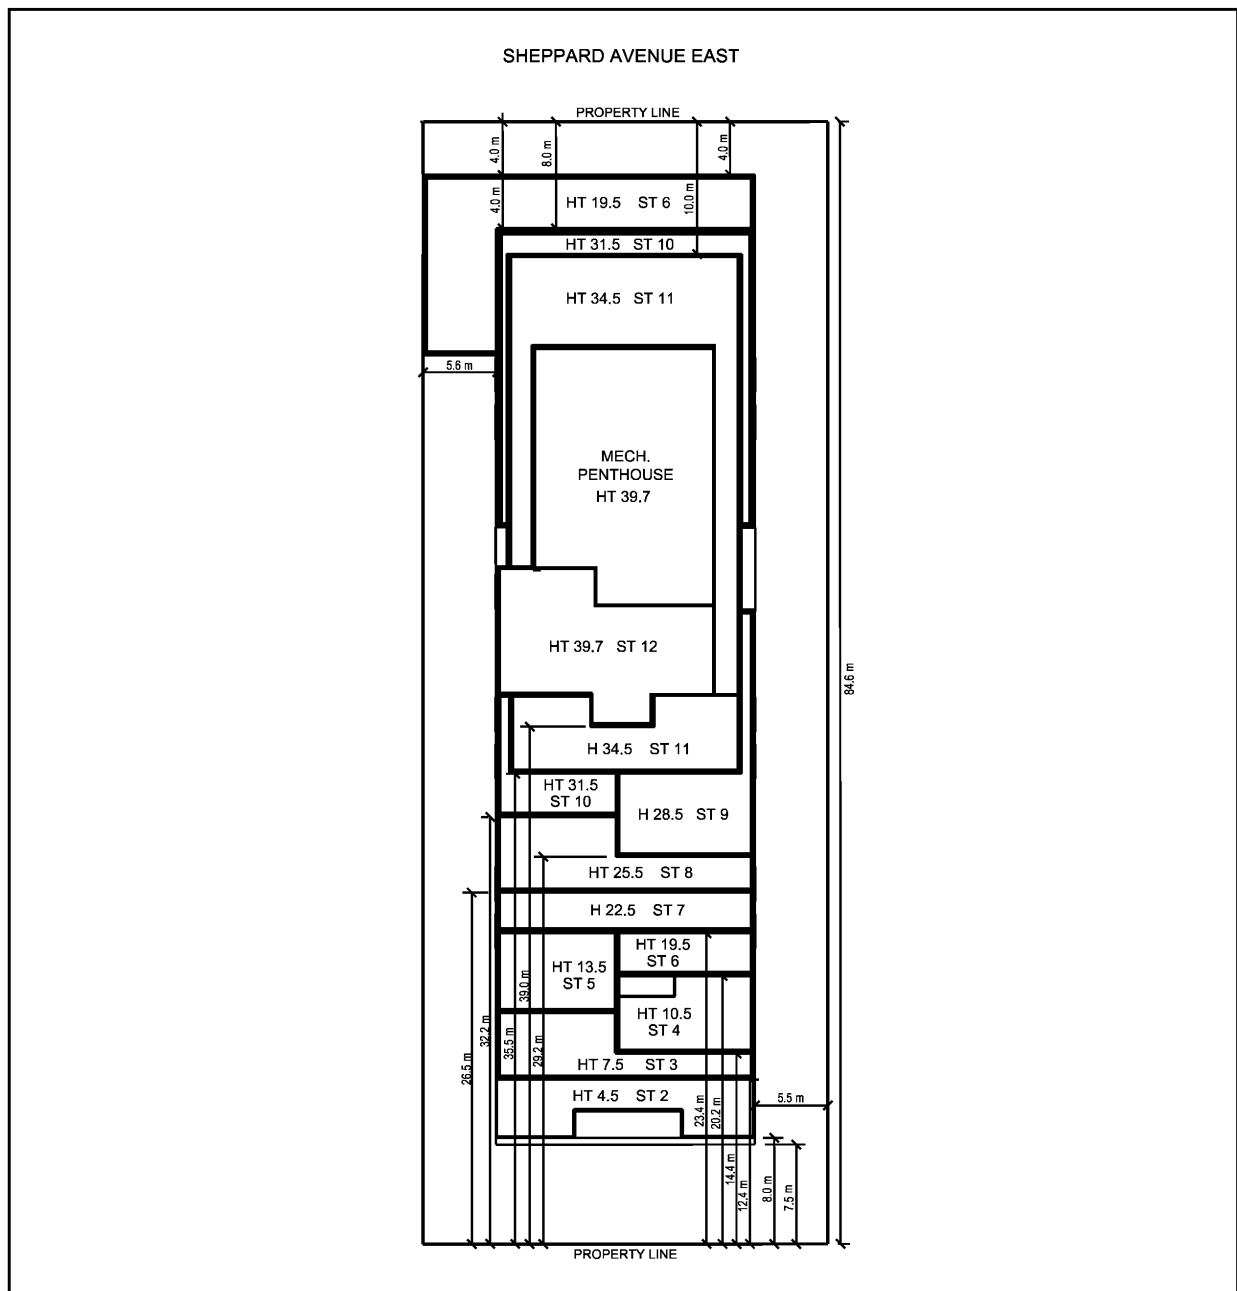 SHEPPARD AVENUE EAST
PROPERTY LINE
4.0 m
8.0 m
4.0 m
4.0 m
10.0 m
HT 19.5 ST 6
HT 31.5 ST 10
HT 34.5 ST 11
5.6 m
MECH.
PENTHOUSE
HT 39.7
HT 39.7 ST 12
84.6 m
H 34.5 ST 11
HT 31.5
ST 10
H 28.5 ST 9
HT 25.5 ST 8
H 22.5 ST 7
HT 19.5
ST 6
HT 13.5
ST 5
HT 10.5
ST 4
39.0 m
32.2 m
35.5 m
29.2 m
26.5 m
HT 7.5 ST 3
HT 4.5 ST 2
23.4 m
20.2 m
5.5 m
14.4 m
12.4 m
8.0 m
7.5 m
PROPERTY LINE